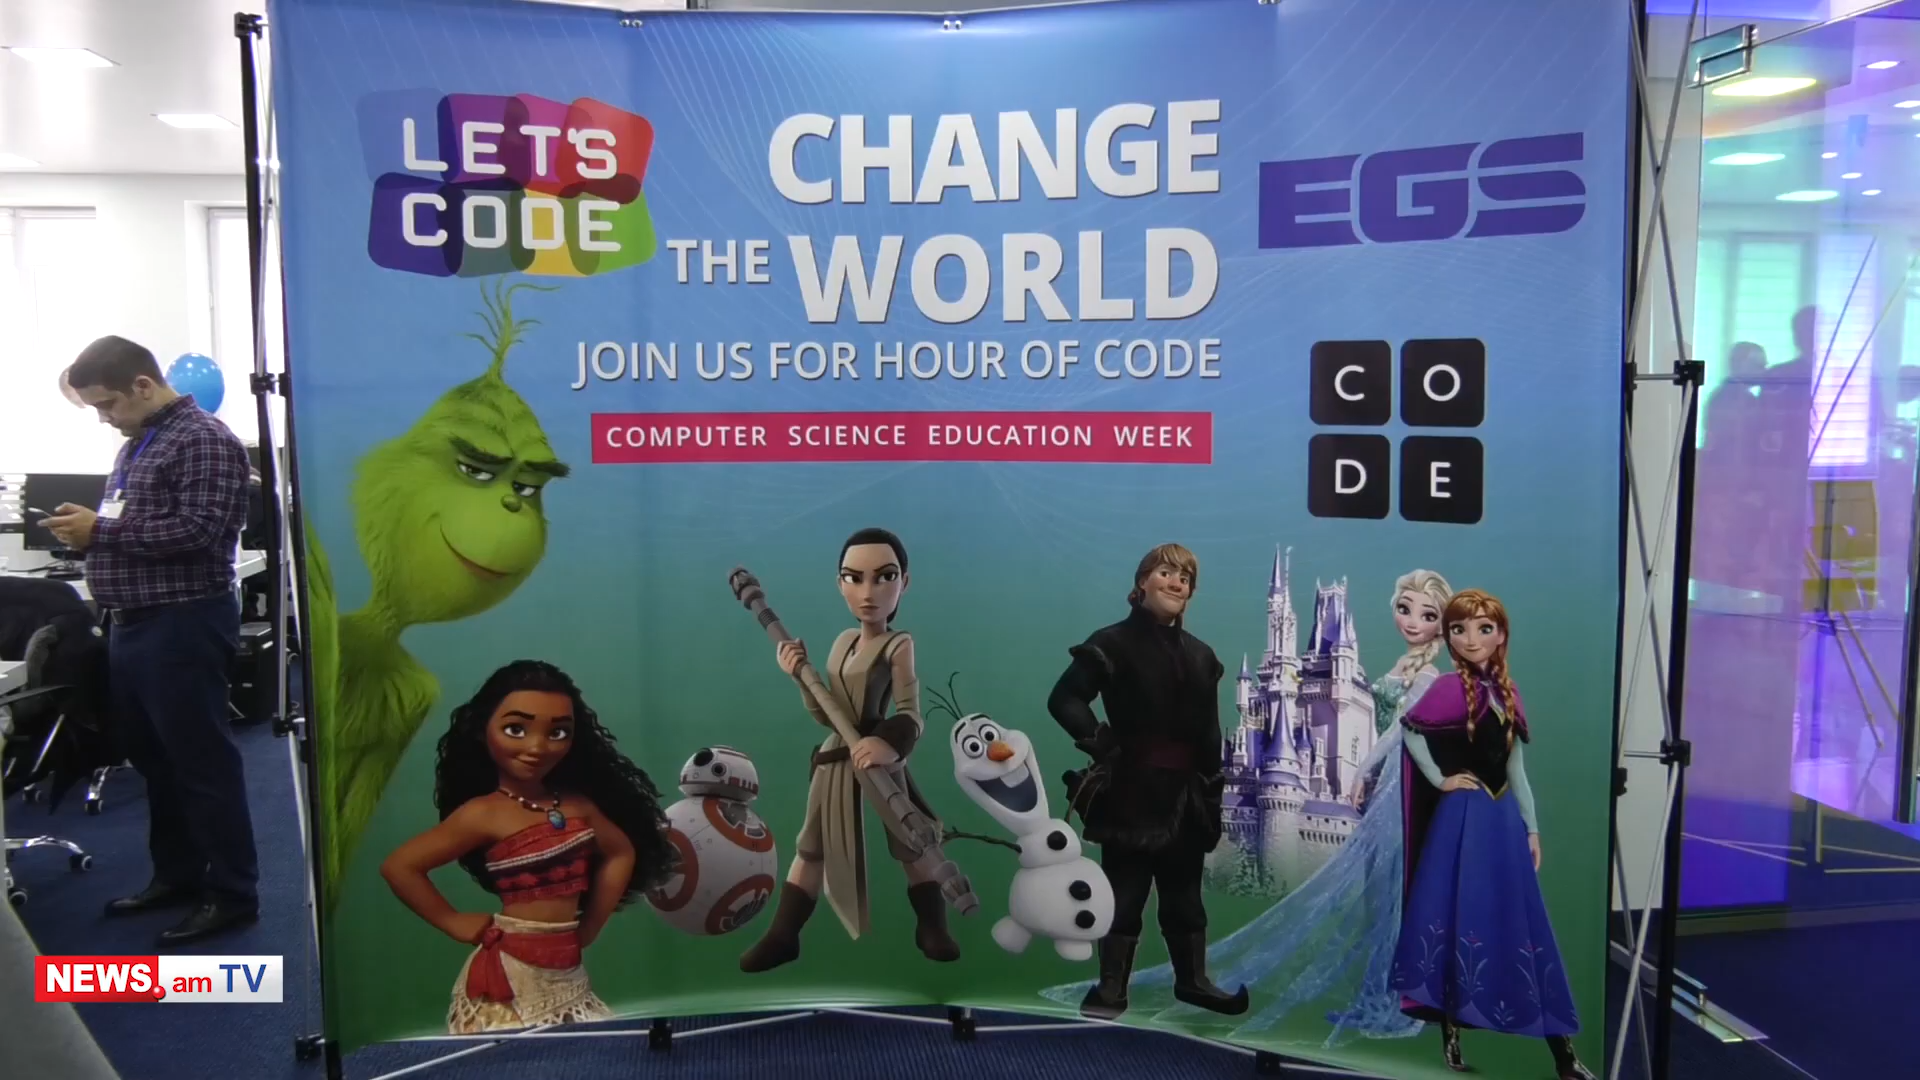 LET'S
CODE
CHANGE
THE WORLD
JOIN US FOR HOUR OF CODE
COMPUTER SCIENCE EDUCATION WEEK
EGS
C O
D E
NEWS.am TV